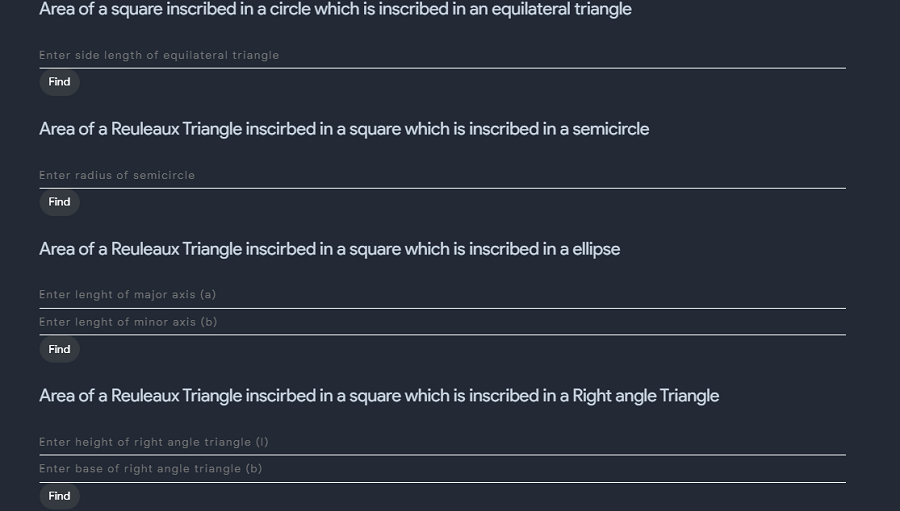 Area of a square inscribed in a circle which is inscribed in an equilateral triangle
Enter side length of equilateral triangle
Find
Area of a Reuleaux Triangle inscirbed in a square which is inscribed in a semicircle
Enter radius of semicircle
Find
Area of a Reuleaux Triangle inscirbed in a square which is inscribed in a ellipse
Enter lenght of major axis (a)
Enter lenght of minor axis (b)
Find
Area of a Reuleaux Triangle inscirbed in a square which is inscribed in a Right angle Triangle
Enter height of right angle triangle (l)
Enter base of right angle triangle (b)
Find